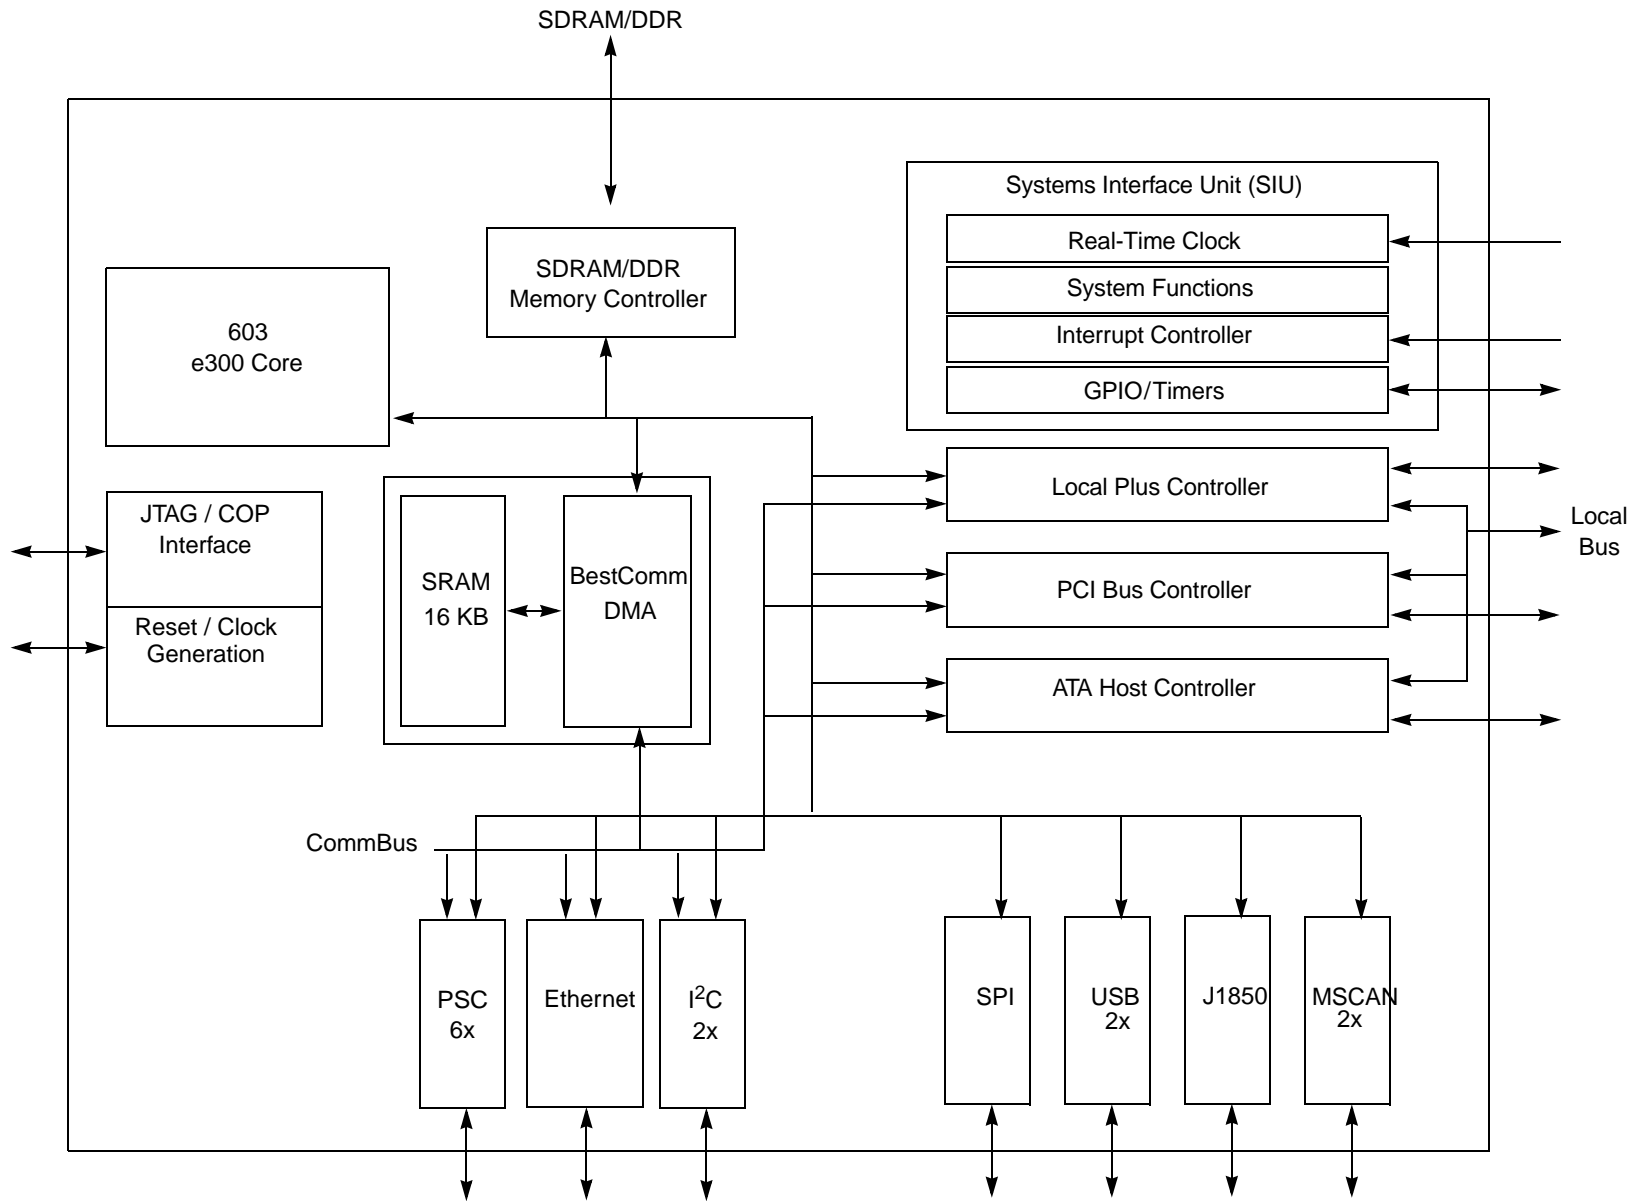 SDRAM/DDR
Systems Interface Unit (SIU)
Real-Time Clock
System Functions
Interrupt Controller
GPIO/Timers
SDRAM/DDR
Memory Controller
603
e300 Core
Local Plus Controller
Local
Bus
JTAG / COP
Interface
Reset / Clock
Generation
SRAM
16 KB
BestComm
DMA
PCI Bus Controller
ATA Host Controller
CommBus
PSC
6x
Ethernet
I²C
2x
SPI
USB
2x
J1850
MSCAN
2x